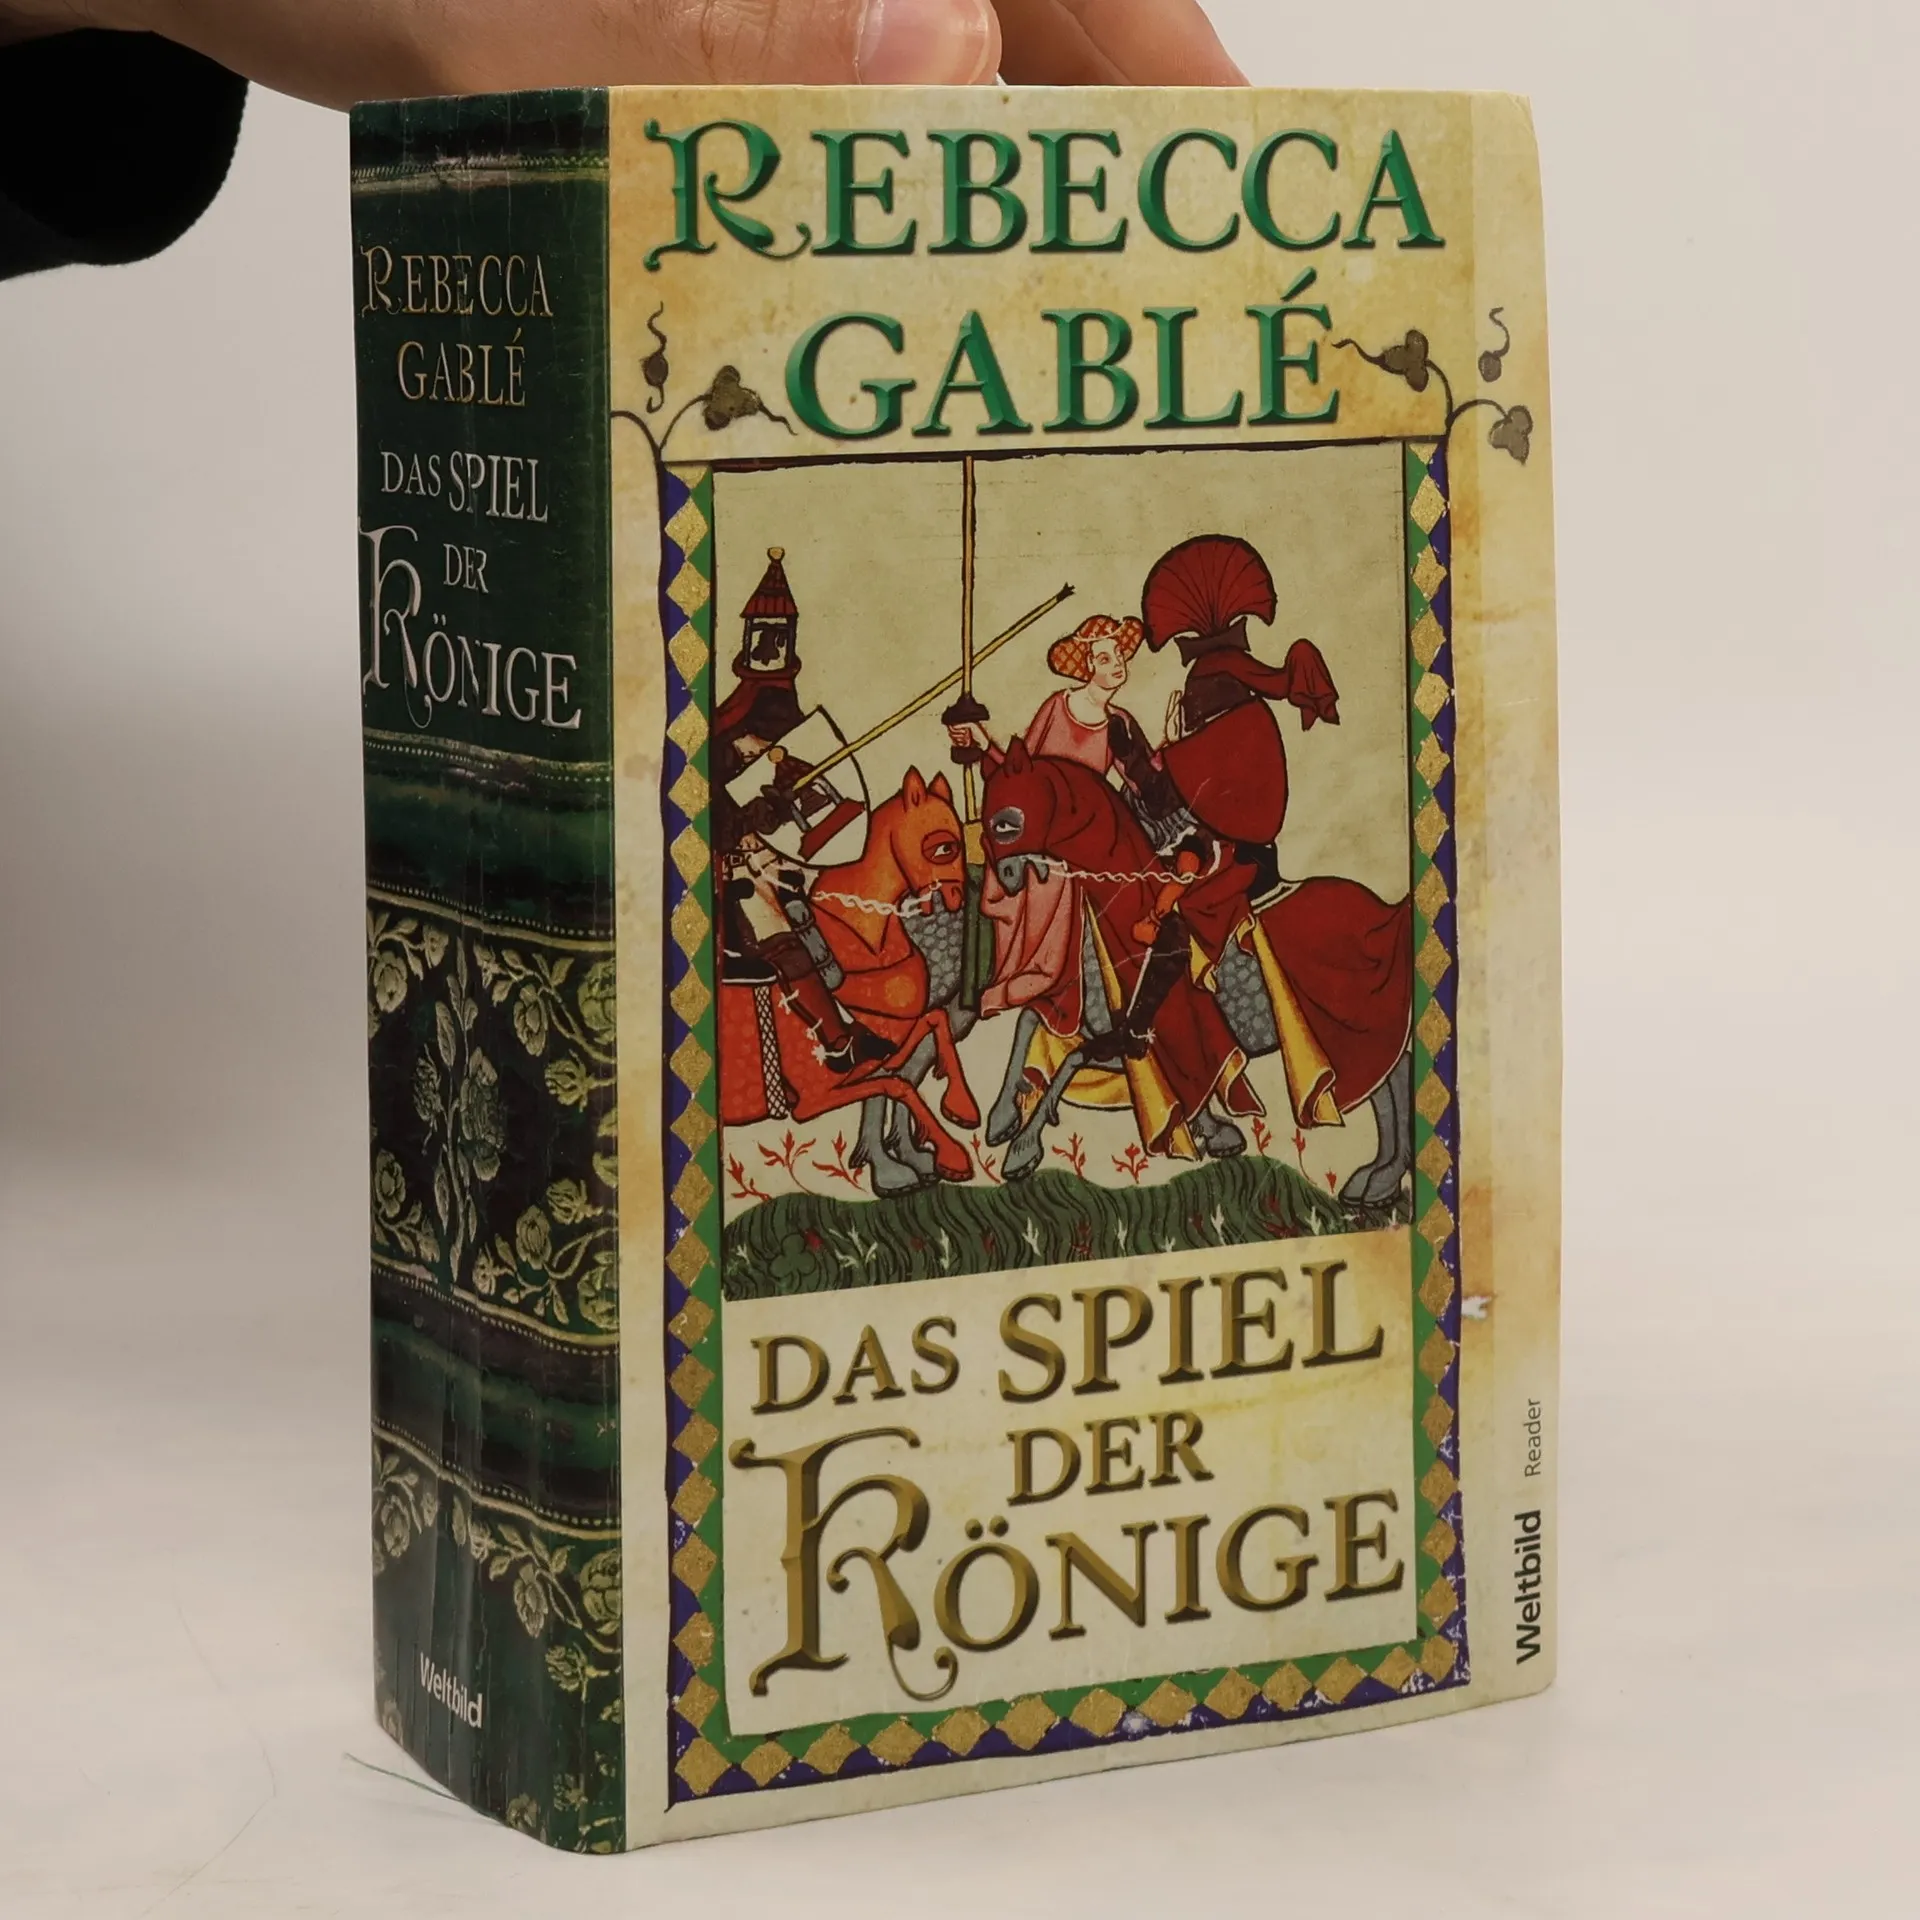 REBECCA
GABLÉ
DAS SPIEL
DER
KÖNIGE
Weltbild
REBECCA
GABLÉ
DAS SPIEL
DER
KÖNIGE
Weltbild Reader